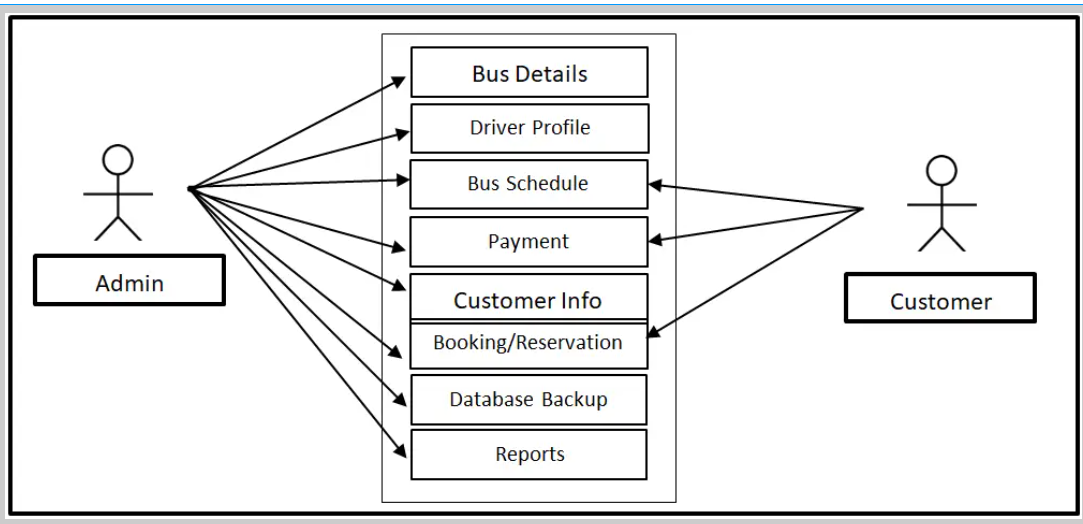 Bus Details
Driver Profile
Bus Schedule
Payment
Admin
Customer Info
Customer
Booking/Reservation
Database Backup
Reports